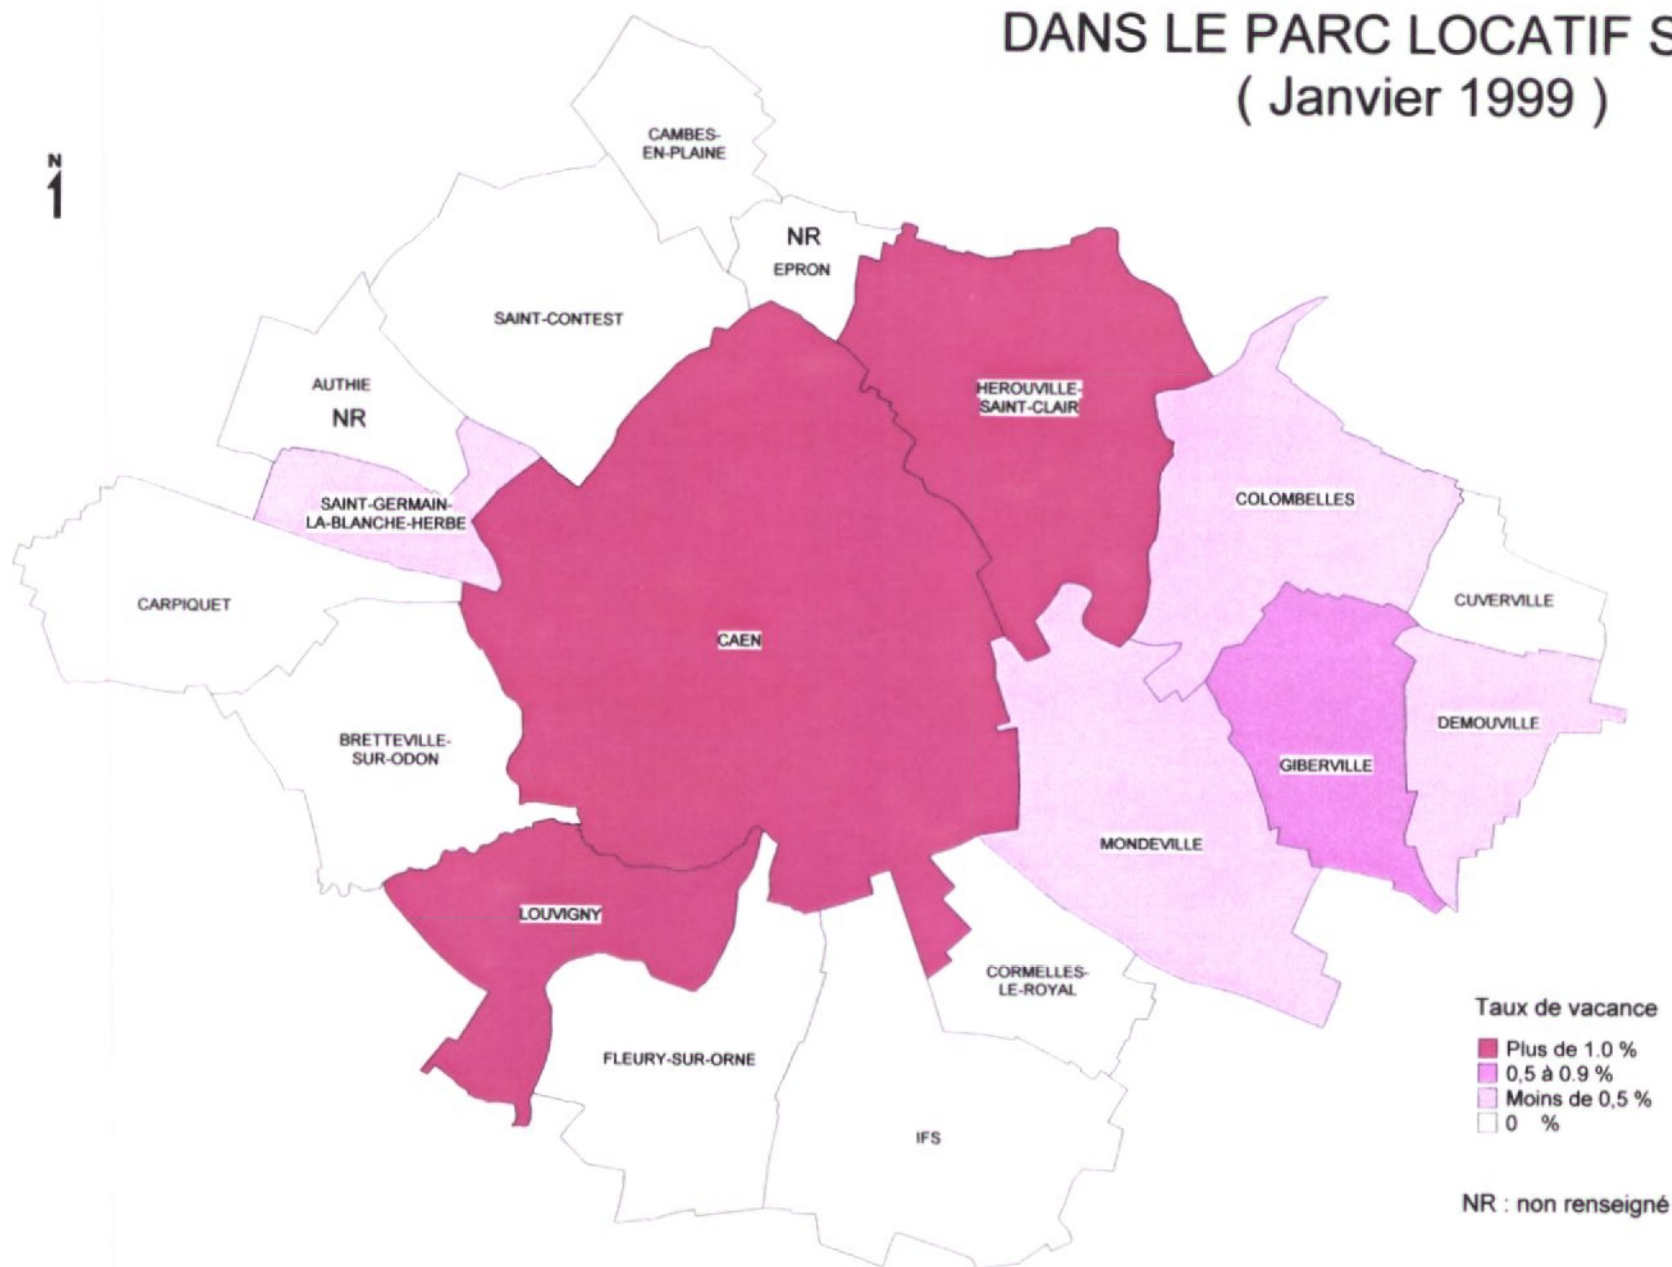 DANS LE PARC LOCATIF S
( Janvier 1999 )
N
CAMBES-
EN-PLAINE
NR
EPRON
SAINT-CONTEST
AUTHIE
NR
HEROUVILLE-
SAINT-CLAIR
SAINT-GERMAIN-
LA-BLANCHE-HERBE
COLOMBELLES
CARPIQUET
CUVERVILLE
CAEN
BRETTEVILLE-
SUR-ODON
DEMOUVILLE
GIBERVILLE
MONDEVILLE
LOUVIGNY
CORMELLES-
LE-ROYAL
FLEURY-SUR-ORNE
IFS
Taux de vacance
Plus de 1.0 %
0,5 à 0.9 %
Moins de 0,5 %
0 %
NR : non renseigné